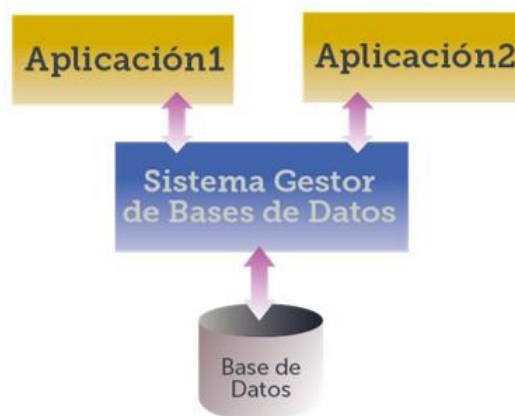 Aplicación1
Aplicación2
Sistema Gestor
de Bases de Datos
Base de
Datos